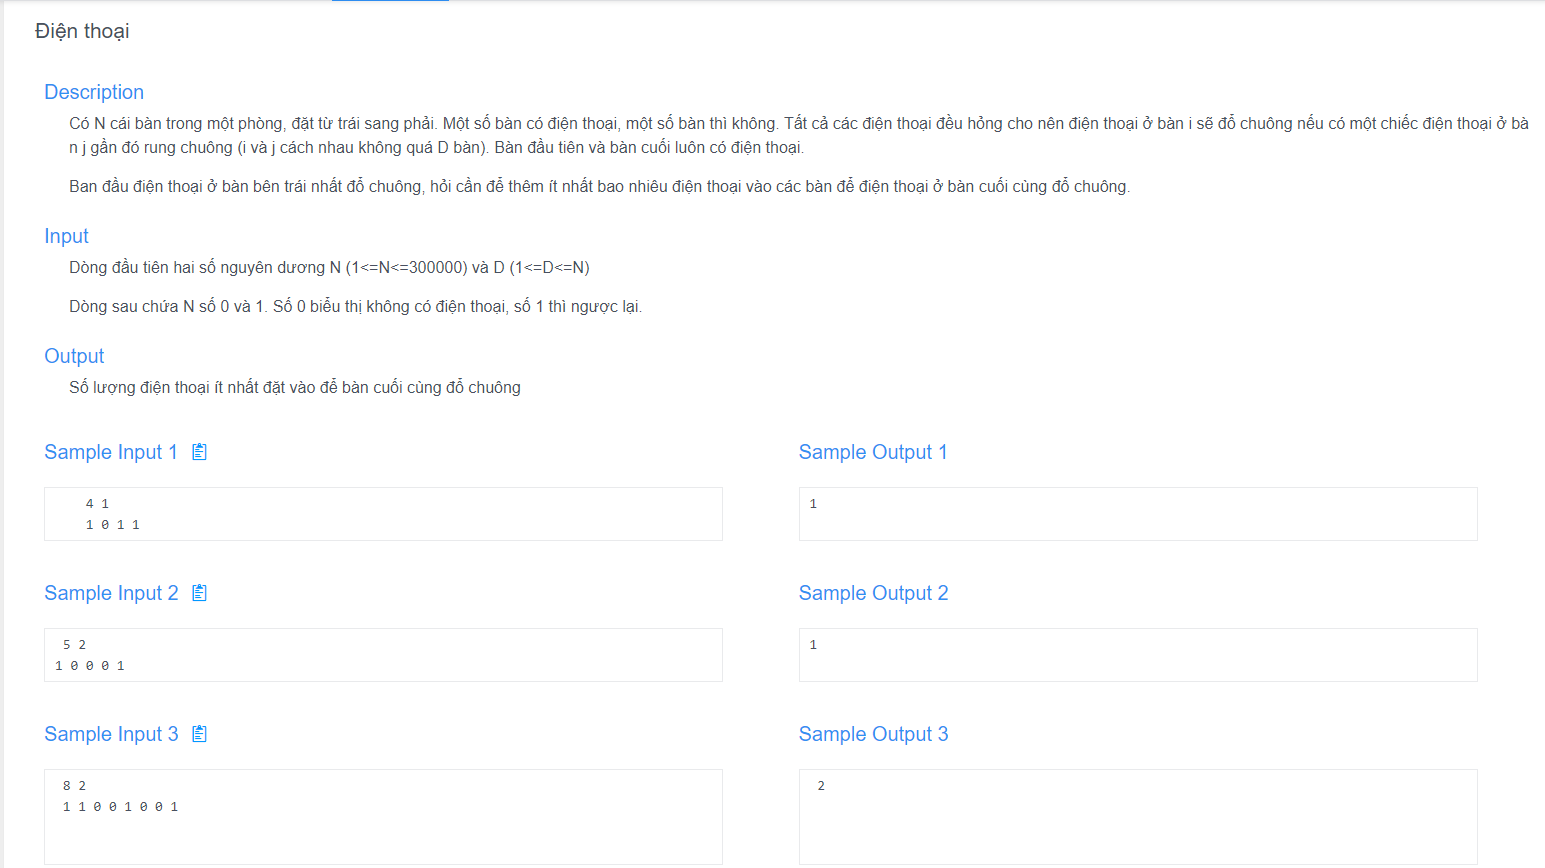 Điện thoại
Description
Có N cái bàn trong một phòng, đặt từ trái sang phải. Một số bàn có điện thoại, một số bàn thì không. Tất cả các điện thoại đều hỏng cho nên điện thoại ở bàn i sẽ đổ chuông nếu có một chiếc điện thoại ở bà
n j gần đó rung chuông (i và j cách nhau không quá D bàn). Bàn đầu tiên và bàn cuối luôn có điện thoại.
Ban đầu điện thoại ở bàn bên trái nhất đổ chuông, hỏi cần để thêm ít nhất bao nhiêu điện thoại vào các bàn để điện thoại ở bàn cuối cùng đổ chuông.
Input
Dòng đầu tiên hai số nguyên dương N (1<=N<=300000) và D (1<=D<=N)
Dòng sau chứa N số 0 và 1. Số 0 biểu thị không có điện thoại, số 1 thì ngược lại.
Output
Số lượng điện thoại ít nhất đặt vào để bàn cuối cùng đổ chuông
Sample Input 1
Sample Output 1
4 1
1 0 1 1
1
Sample Input 2
Sample Output 2
5 2
1 0 0 0 1
1
Sample Input 3
Sample Output 3
8 2
1 1 0 0 1 0 0 1
2